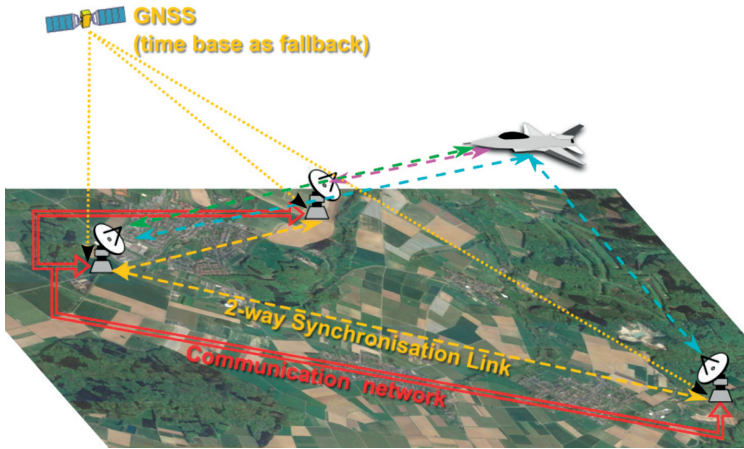 GNSS
(time base as fallback)
2-way Synchronisation Link
Communication network